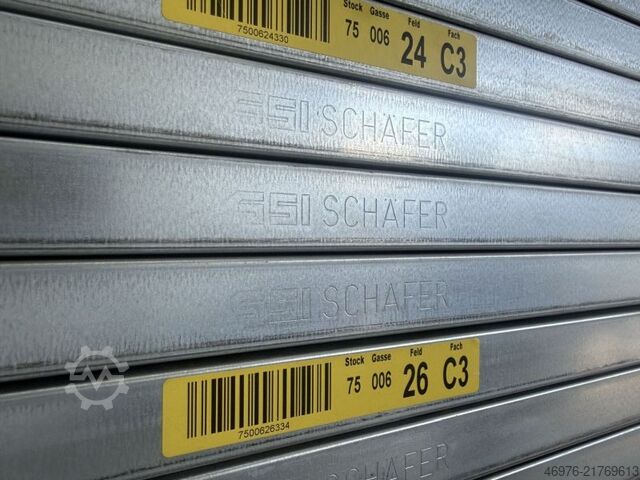 Stock Gasse Feld Fach
75 006 24 C3
7500624330
SSI SCHÄFER
SSI SCHÄFER
SSI SCHÄFER
Stock Gasse Feld Fach
75 006 26 C3
7500626334
SCHÄFER
46976-21769613